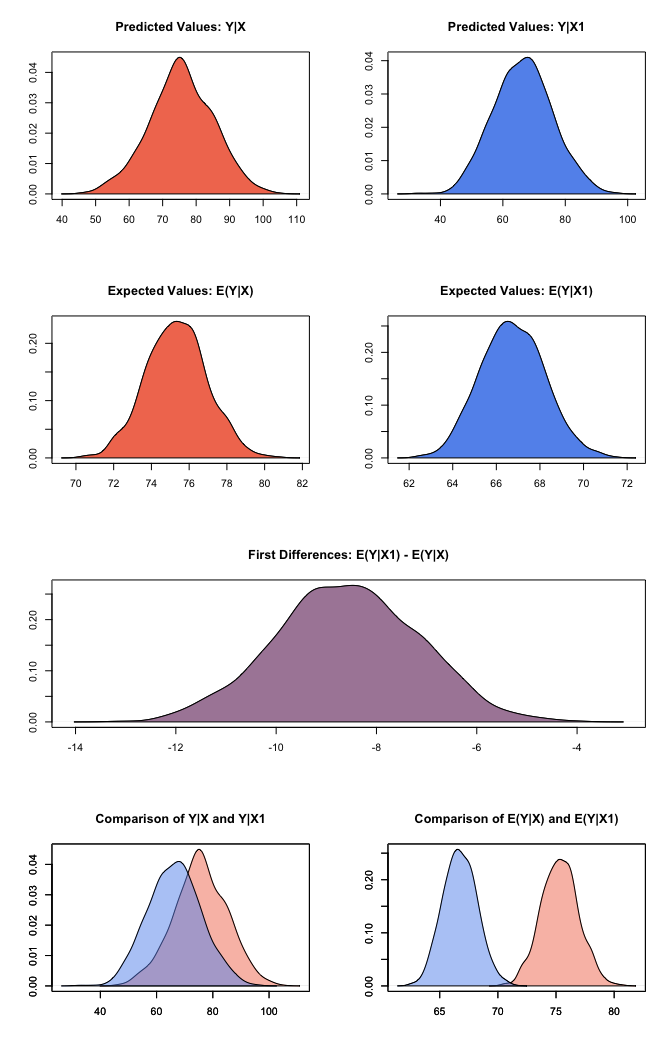 Predicted Values: Y|X
0.00 0.01 0.02 0.03 0.04
40 50 60 70 80 90 100 110
Predicted Values: Y|X1
0.00 0.01 0.02 0.03 0.04
40 60 80 100
Expected Values: E(Y|X)
0.00 0.10 0.20
70 72 74 76 78 80 82
Expected Values: E(Y|X1)
0.00 0.10 0.20
62 64 66 68 70 72
First Differences: E(Y|X1) - E(Y|X)
0.00 0.10 0.20
-14 -12 -10 -8 -6 -4
Comparison of Y|X and Y|X1
0.00 0.01 0.02 0.03 0.04
40 60 80 100
Comparison of E(Y|X) and E(Y|X1)
0.00 0.10 0.20
65 70 75 80